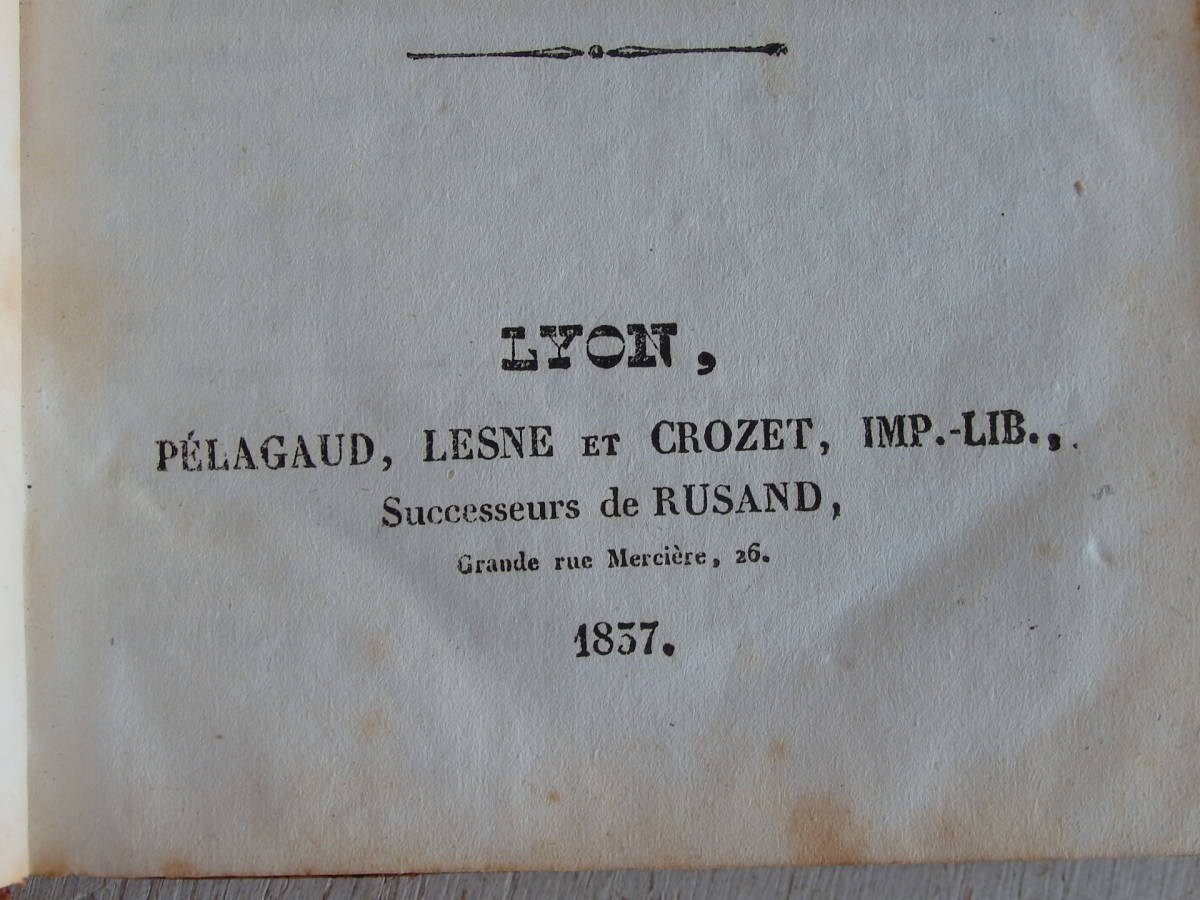 LYON,
PÉLAGAUD, LESNE ET CROZET, IMP.-LIB.,
Successeurs de RUSAND,
Grande rue Mercière, 26.
1837.